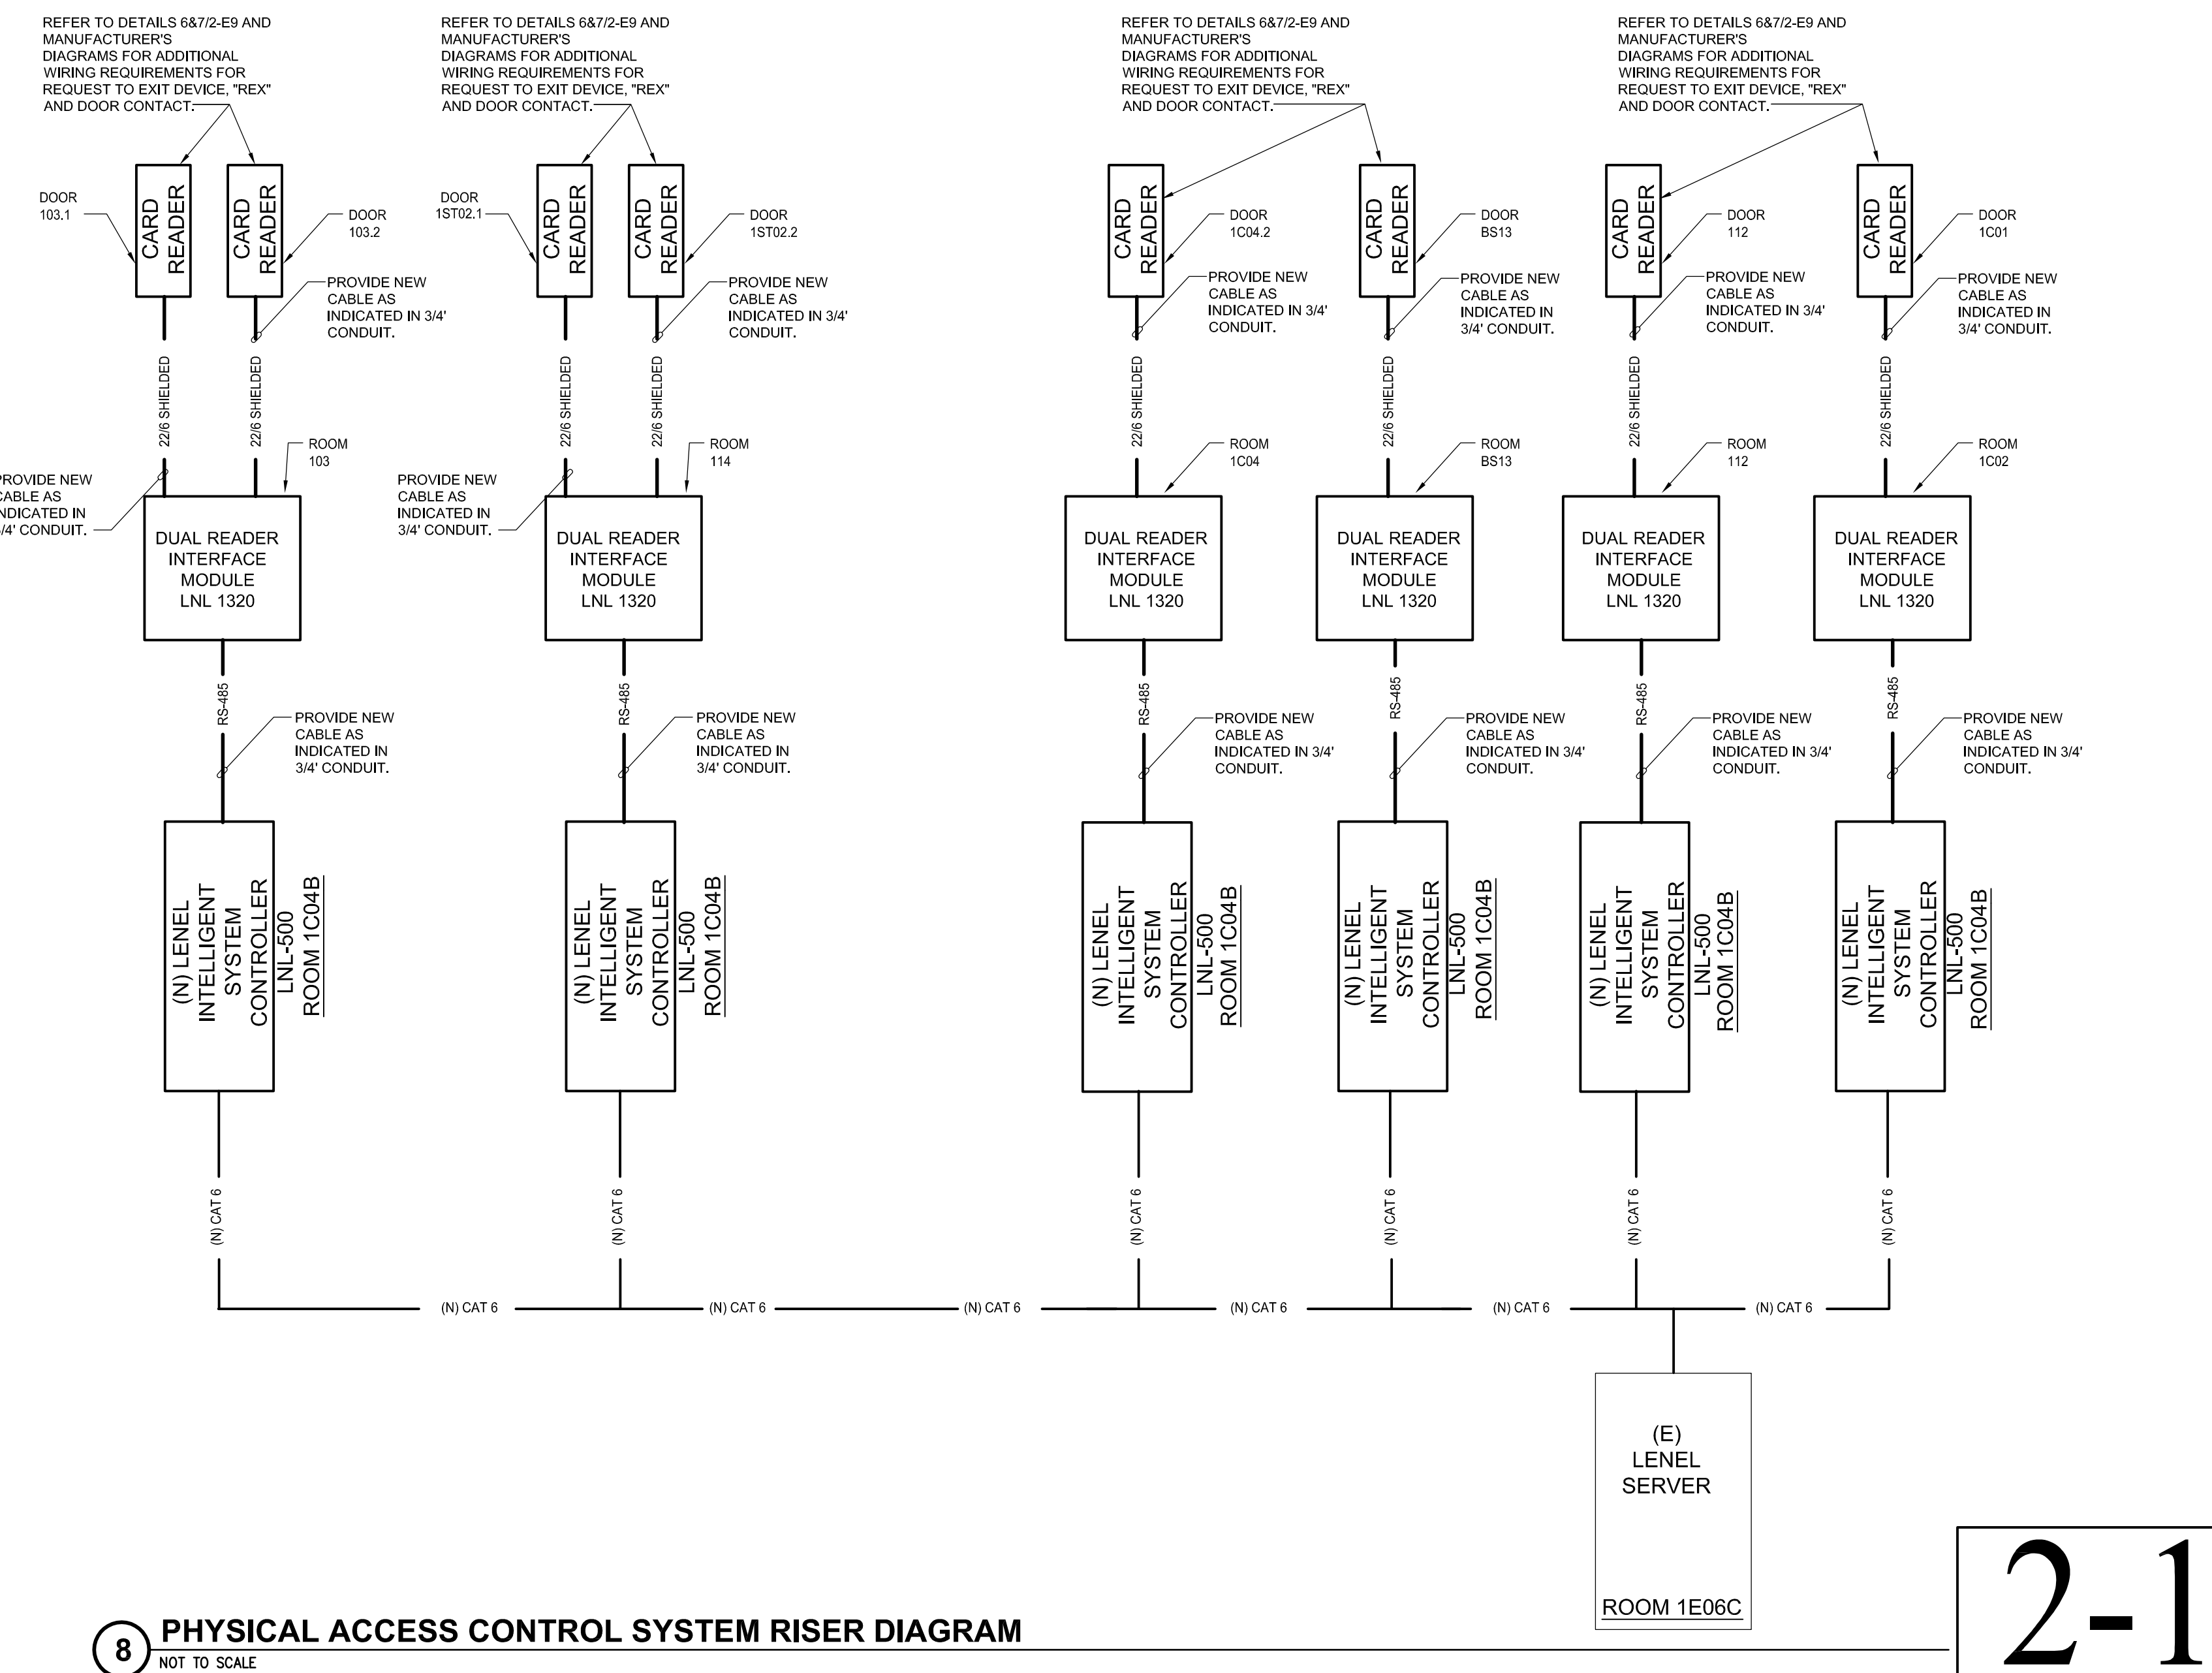 REFER TO DETAILS 6&7/2-E9 AND
MANUFACTURER'S
DIAGRAMS FOR ADDITIONAL
WIRING REQUIREMENTS FOR
REQUEST TO EXIT DEVICE, "REX"
AND DOOR CONTACT.
REFER TO DETAILS 6&7/2-E9 AND
MANUFACTURER'S
DIAGRAMS FOR ADDITIONAL
WIRING REQUIREMENTS FOR
REQUEST TO EXIT DEVICE, "REX"
AND DOOR CONTACT.
REFER TO DETAILS 6&7/2-E9 AND
MANUFACTURER'S
DIAGRAMS FOR ADDITIONAL
WIRING REQUIREMENTS FOR
REQUEST TO EXIT DEVICE, "REX"
AND DOOR CONTACT.
REFER TO DETAILS 6&7/2-E9 AND
MANUFACTURER'S
DIAGRAMS FOR ADDITIONAL
WIRING REQUIREMENTS FOR
REQUEST TO EXIT DEVICE, "REX"
AND DOOR CONTACT.
DOOR
103.1
CARD
READER
CARD
READER
DOOR
103.2
DOOR
1ST02.1
CARD
READER
CARD
READER
DOOR
1ST02.2
CARD
READER
DOOR
1C04.2
CARD
READER
DOOR
BS13
CARD
READER
DOOR
112
CARD
READER
DOOR
1C01
PROVIDE NEW
CABLE AS
INDICATED IN 3/4'
CONDUIT.
PROVIDE NEW
CABLE AS
INDICATED IN 3/4'
CONDUIT.
PROVIDE NEW
CABLE AS
INDICATED IN 3/4'
CONDUIT.
PROVIDE NEW
CABLE AS
INDICATED IN
3/4' CONDUIT.
PROVIDE NEW
CABLE AS
INDICATED IN 3/4'
CONDUIT.
PROVIDE NEW
CABLE AS
INDICATED IN
3/4' CONDUIT.
22/6 SHIELDED
22/6 SHIELDED
22/6 SHIELDED
22/6 SHIELDED
22/6 SHIELDED
22/6 SHIELDED
22/6 SHIELDED
22/6 SHIELDED
ROOM
103
ROOM
114
ROOM
1C04
ROOM
BS13
ROOM
112
ROOM
1C02
PROVIDE NEW
CABLE AS
INDICATED IN
3/4' CONDUIT.
PROVIDE NEW
CABLE AS
INDICATED IN
3/4' CONDUIT.
DUAL READER
INTERFACE
MODULE
LNL 1320
DUAL READER
INTERFACE
MODULE
LNL 1320
DUAL READER
INTERFACE
MODULE
LNL 1320
DUAL READER
INTERFACE
MODULE
LNL 1320
DUAL READER
INTERFACE
MODULE
LNL 1320
DUAL READER
INTERFACE
MODULE
LNL 1320
RS-485
RS-485
RS-485
RS-485
RS-485
RS-485
PROVIDE NEW
CABLE AS
INDICATED IN
3/4' CONDUIT.
PROVIDE NEW
CABLE AS
INDICATED IN
3/4' CONDUIT.
PROVIDE NEW
CABLE AS
INDICATED IN 3/4'
CONDUIT.
PROVIDE NEW
CABLE AS
INDICATED IN 3/4'
CONDUIT.
PROVIDE NEW
CABLE AS
INDICATED IN 3/4'
CONDUIT.
PROVIDE NEW
CABLE AS
INDICATED IN 3/4'
CONDUIT.
(N) LENEL
INTELLIGENT
SYSTEM
CONTROLLER
LNL-500
ROOM 1C04B
(N) LENEL
INTELLIGENT
SYSTEM
CONTROLLER
LNL-500
ROOM 1C04B
(N) LENEL
INTELLIGENT
SYSTEM
CONTROLLER
LNL-500
ROOM 1C04B
(N) LENEL
INTELLIGENT
SYSTEM
CONTROLLER
LNL-500
ROOM 1C04B
(N) LENEL
INTELLIGENT
SYSTEM
CONTROLLER
LNL-500
ROOM 1C04B
(N) LENEL
INTELLIGENT
SYSTEM
CONTROLLER
LNL-500
ROOM 1C04B
(N) CAT 6
(N) CAT 6
(N) CAT 6
(N) CAT 6
(N) CAT 6
(N) CAT 6
(N) CAT 6
(N) CAT 6
(N) CAT 6
(N) CAT 6
(N) CAT 6
(N) CAT 6
(E)
LENEL
SERVER
ROOM 1E06C
8
PHYSICAL ACCESS CONTROL SYSTEM RISER DIAGRAM
NOT TO SCALE
2-1